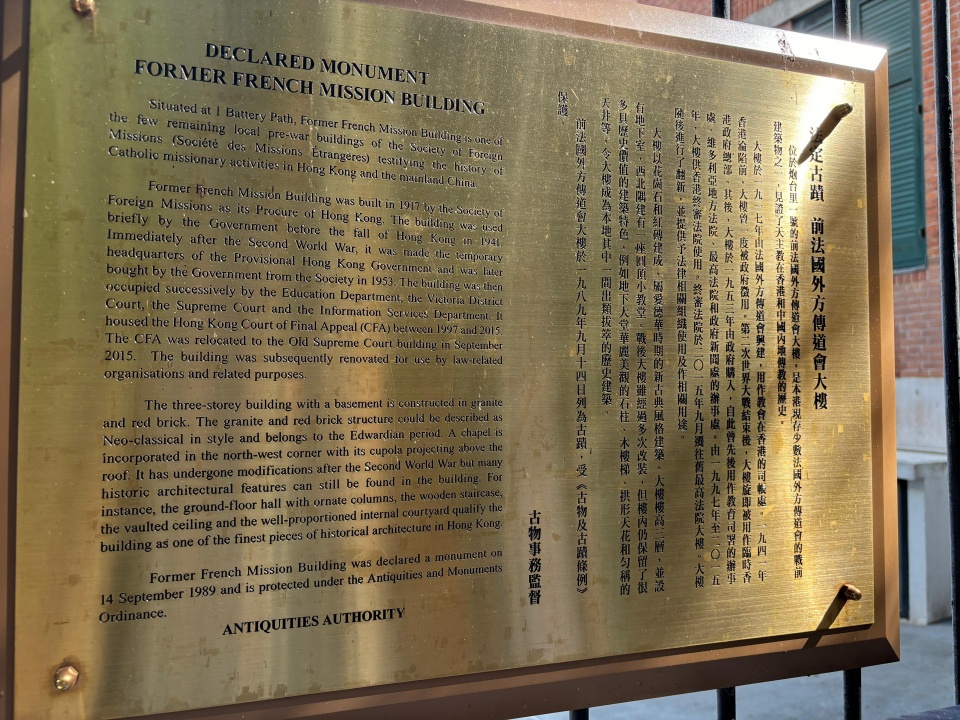 DECLARED MONUMENT
FORMER FRENCH MISSION BUILDING
Situated at 1 Battery Path, Former French Mission Building is one of
the few remaining local pre-war buildings of the Society of Foreign
Missions (Société des Missions Étrangères) testifying the history of
Catholic missionary activities in Hong Kong and the mainland China.
Former French Mission Building was built in 1917 by the Society of
Foreign Missions as its Procure of Hong Kong. The building was used
briefly by the Government before the fall of Hong Kong in 1941.
Immediately after the Second World War, it was made the temporary
headquarters of the Provisional Hong Kong Government and was later
bought by the Government from the Society in 1953. The building was then
occupied successively by the Education Department, the Victoria District
Court, the Supreme Court and the Information Services Department. It
housed the Hong Kong Court of Final Appeal (CFA) between 1997 and 2015.
The CFA was relocated to the Old Supreme Court building in September
2015. The building was subsequently renovated for use by law-related
organisations and related purposes.
The three-storey building with a basement is constructed in granite
and red brick. The granite and red brick structure could be described as
Neo-classical in style and belongs to the Edwardian period. A chapel is
incorporated in the north-west corner with its cupola projecting above the
roof. It has undergone modifications after the Second World War but many
historic architectural features can still be found in the building. For
instance, the ground-floor hall with ornate columns, the wooden staircase,
the vaulted ceiling and the well-proportioned internal courtyard qualify the
building as one of the finest pieces of historical architecture in Hong Kong.
Former French Mission Building was declared a monument on
14 September 1989 and is protected under the Antiquities and Monuments
Ordinance.
ANTIQUITIES AUTHORITY
法定古蹟 前法國外方傳道會大樓
位於炮台里一號的前法國外方傳道會大樓，是本港現存少數法國外方傳道會的戰前
建築物之一，見證了天主教在香港和中國內地傳教的歷史。
大樓於一九一七年由法國外方傳道會興建，用作教會在香港的司帳處。一九四一年
香港淪陷前，大樓曾一度被政府徵用。第二次世界大戰結束後，大樓旋即被用作臨時香
港政府總部。其後，大樓於一九五三年由政府購入，自此曾先後用作教育司署的辦事
處、維多利亞地方法院、最高法院和政府新聞處的辦事處。由一九九七年至二〇一五
年，大樓供香港終審法院使用。終審法院於二〇一五年九月遷往舊最高法院大樓。大樓
隨後進行了翻新，並提供予法律相關組織使用及作相關用途。
大樓以花崗石和紅磚建成，屬愛德華時期的新古典風格建築。大樓樓高三層，並設
有地下室，西北隅建有一座圓頂小教堂。戰後大樓雖經過多次改裝，但樓內仍保留了很
多具歷史價值的建築特色，例如地下大堂華麗美觀的石柱、木樓梯、拱形天花和勻稱的
天井等，令大樓成為本地其中一間出類拔萃的歷史建築。
前法國外方傳道會大樓於一九八九年九月十四日列為古蹟，受《古物及古蹟條例》
保護。
古物事務監督